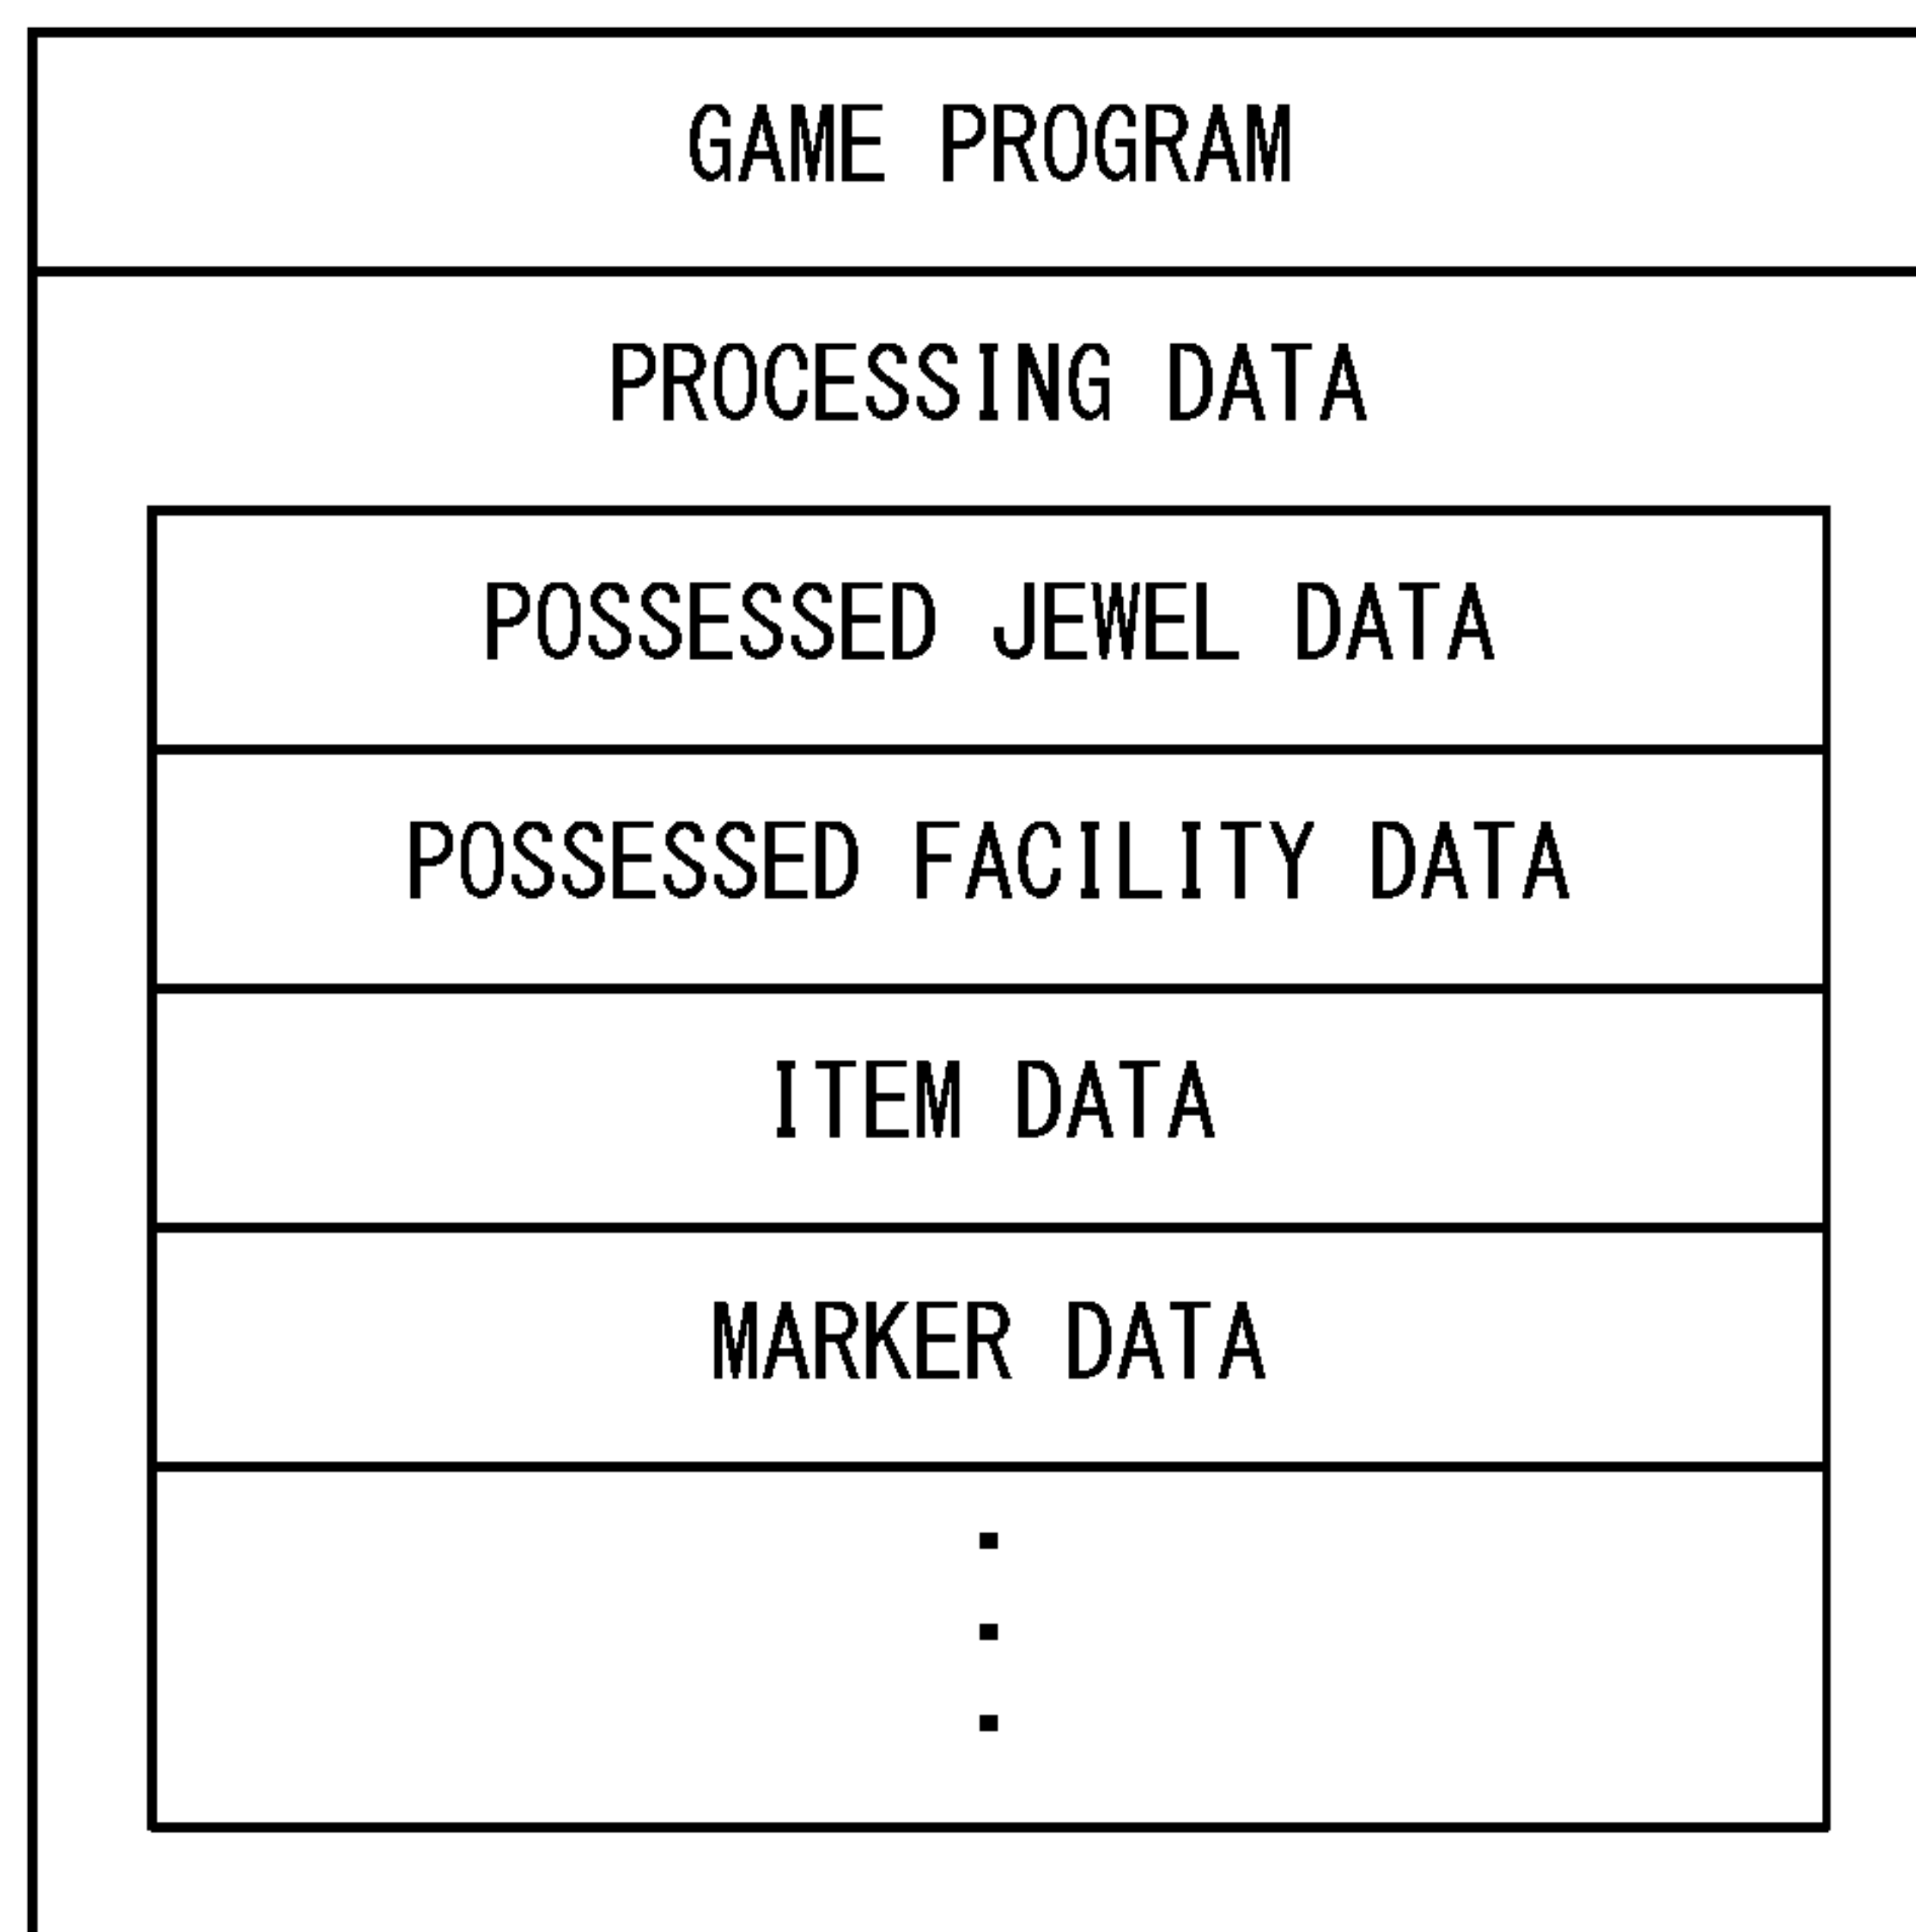 GAME PROGRAM
PROCESSING DATA
POSSESSED JEWEL DATA
POSSESSED FACILITY DATA
ITEM DATA
MARKER DATA